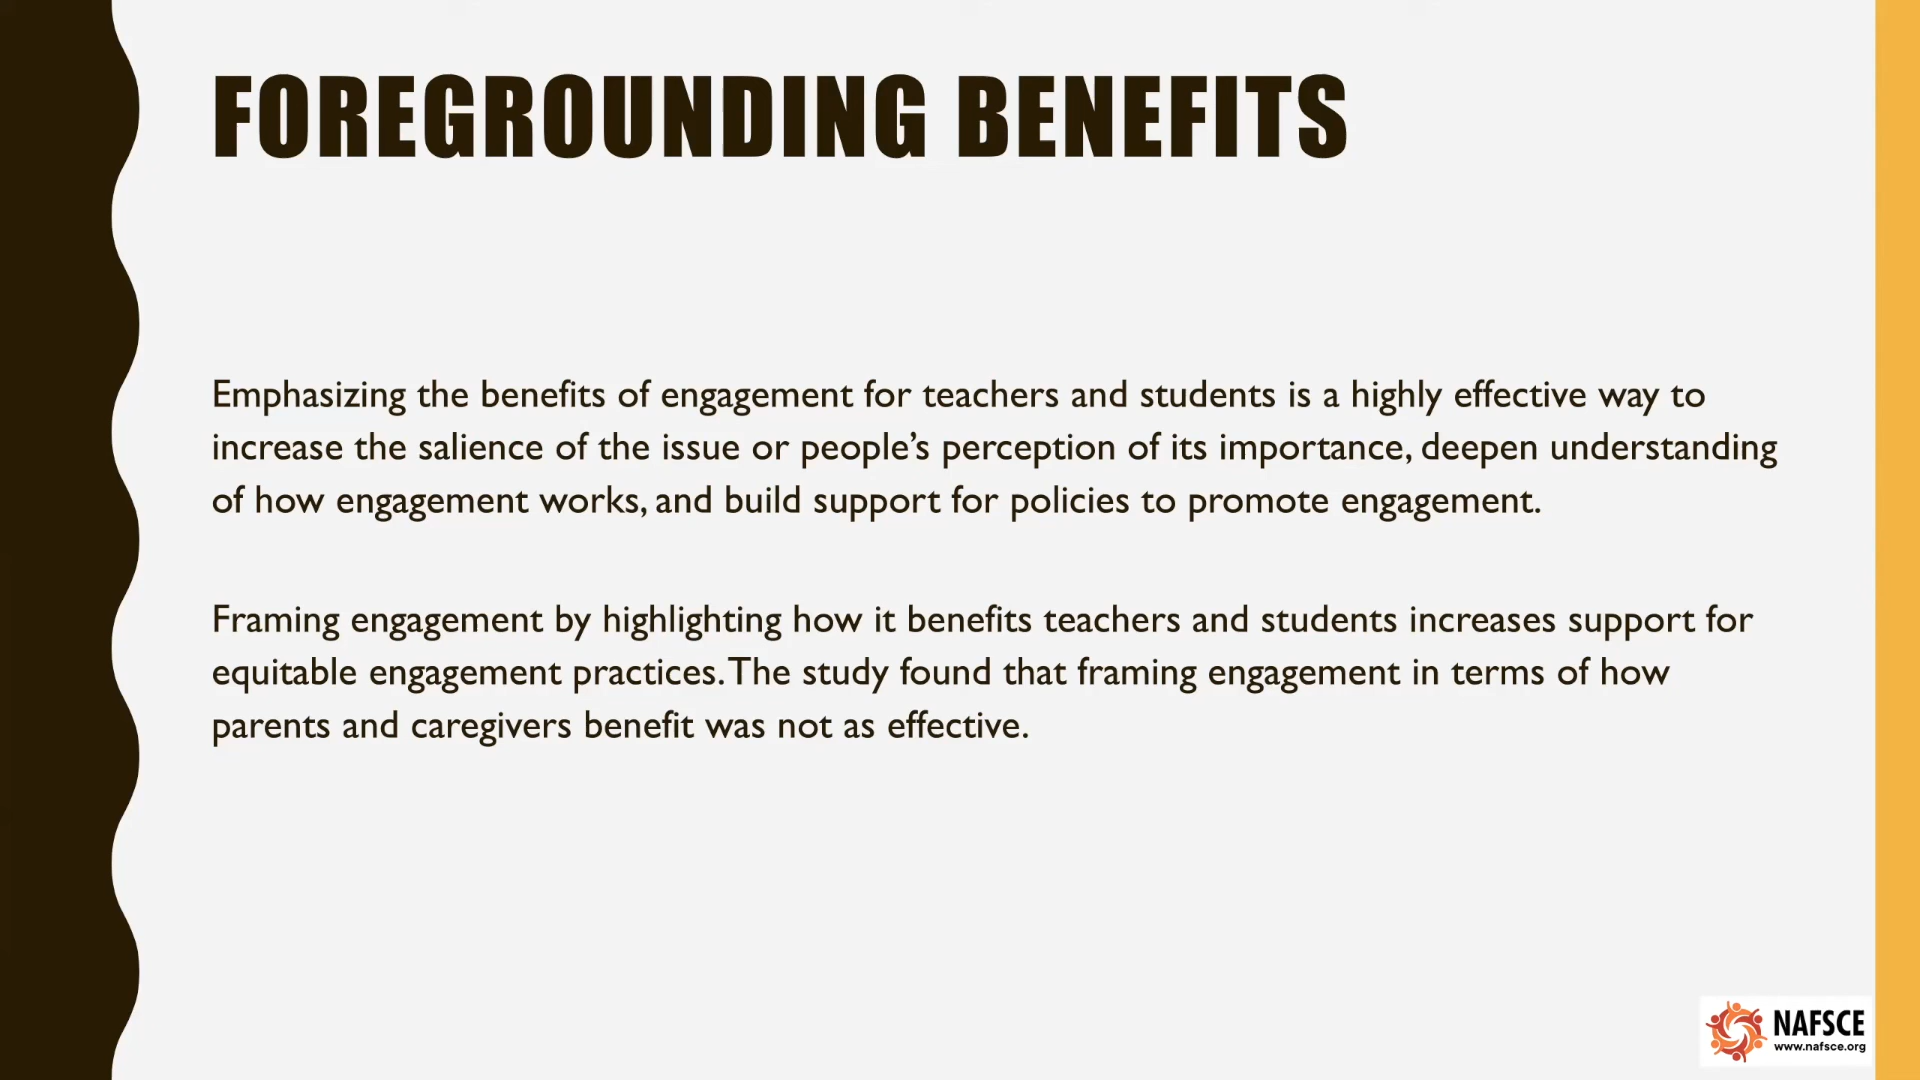 FOREGROUNDING BENEFITS
Emphasizing the benefits of engagement for teachers and students is a highly effective way to
increase the salience of the issue or people’s perception of its importance, deepen understanding
of how engagement works, and build support for policies to promote engagement.
Framing engagement by highlighting how it benefits teachers and students increases support for
equitable engagement practices. The study found that framing engagement in terms of how
parents and caregivers benefit was not as effective.
NAFSCE
www.nafsce.org